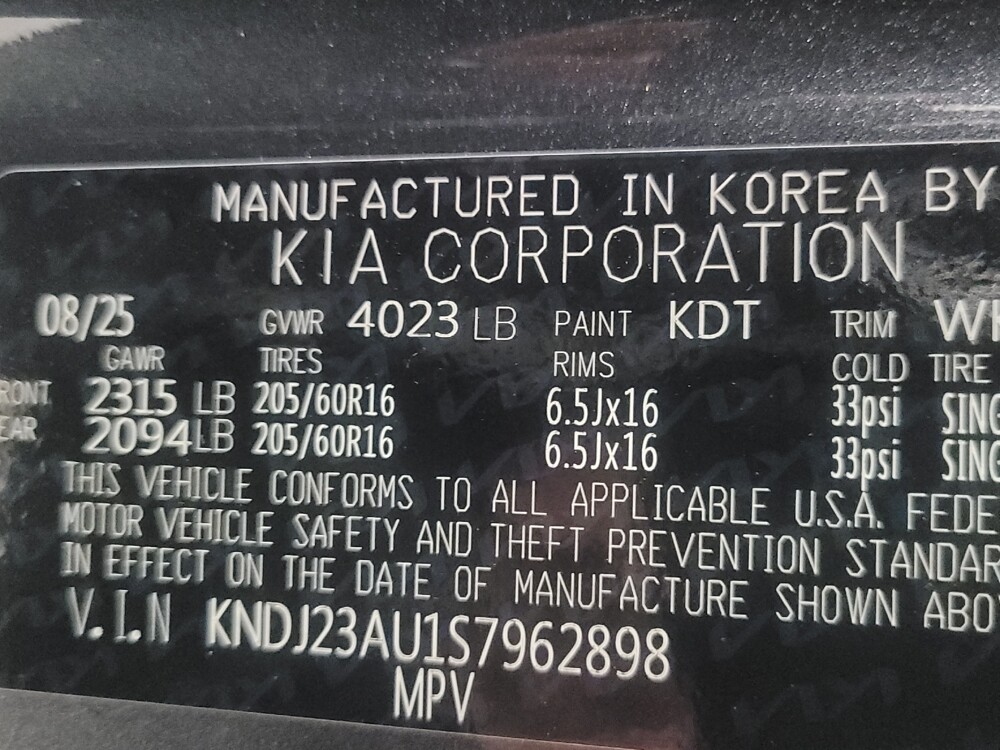 MANUFACTURED IN KOREA BY
KIA CORPORATION
08/25 GVWR 4023 LB PAINT KDT TRIM
GAWR TIRES RIMS COLD TIRE
2315 LB 205/60R16 6.5Jx16 33psi
2094 LB 205/60R16 6.5Jx16 33psi
THIS VEHICLE CONFORMS TO ALL APPLICABLE U.S.A.
MOTOR VEHICLE SAFETY AND THEFT PREVENTION
IN EFFECT ON THE DATE OF MANUFACTURE SHOWN
V.I.N KNDJ23AU1S7962898
MPV